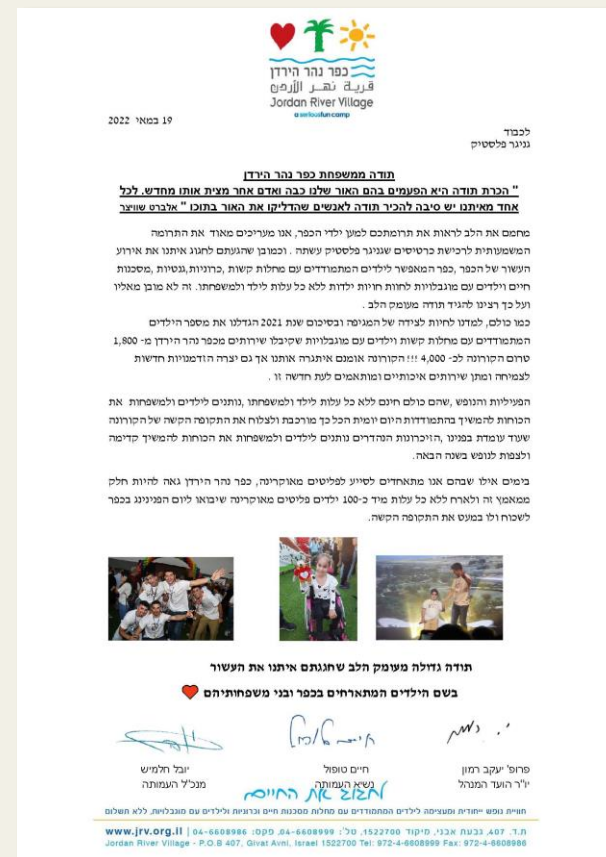 כפר נהר הירדן
قرية نهر الأردن
Jordan River Village
a seriousfun camp
19 במאי 2022
לכבוד
גניגר פלסטיק
תודה ממשפחת כפר נהר הירדן
" הכרת תודה היא הפעמים בהם האור שלנו כבה ואדם אחר מצית אותו מחדש. לכל
אחד מאיתנו יש סיבה להכיר תודה לאנשים שהדליקו את האור בתוכו " אלברט שוויצר
מחמם את הלב לראות את תרומתכם למען ילדי הכפר, אנו מעריכים מאוד את התרומה
המשמעותית לרכישת כרטיסים שגניגר פלסטיק עשתה . וכמובן שהגעתם לחגוג איתנו את אירוע
העשור של הכפר ,כפר המאפשר לילדים המתמודדים עם מחלות קשות ,כרוניות,גנטיות ,מסכנות
חיים וילדים עם מוגבלויות לחוות חויות ילדות ללא כל עלות לילד ולמשפחתו. זה לא מובן מאליו
ועל כך רצינו להגיד תודה מעומק הלב .
כמו כולם, למדנו לחיות לצידה של המגיפה ובסיכום שנת 2021 הגדלנו את מספר הילדים
המתמודדים עם מחלות קשות וילדים עם מוגבלויות שקיבלו שירותים מכפר נהר הירדן מ- 1,800
טרום הקורונה לכ- 4,000 !!! הקורונה אומנם איתגרה אותנו אך גם יצרה הזדמנויות חדשות
לצמיחה ומתן שירותים איכותיים ומותאמים לעת חדשה זו .
הפעילויות והנופש ,שהם כולם חינם ללא כל עלות לילד ולמשפחתו ,נותנים לילדים ולמשפחות את
הכוחות להמשיך בהתמודדות היום יומית הכל כך מורכבת ולצלוח את התקופה הקשה של הקורונה
שעוד עומדת בפנינו ,הזיכרונות הנהדרים נותנים לילדים ולמשפחות את הכוחות להמשיך קדימה
ולצפות לנופש בשנה הבאה.
בימים אילו שבהם אנו מתאחדים לסייע לפליטים מאוקרינה, כפר נהר הירדן גאה להיות חלק
ממאמץ זה ולארח ללא כל עלות מיד כ-100 ילדים פליטים מאוקרינה שיבואו ליום הפנינינג בכפר
לשכוח ולו במעט את התקופה הקשה.
תודה גדולה מעומק הלב שחגגתם איתנו את העשור
בשם הילדים המתארחים בכפר ובני משפחותיהם
פרופ' יעקב רמון חיים טופול יובל חלמיש
יו"ר הועד המנהל נשיא העמותה מנכ"ל העמותה
לחגוג את החיים
חוויית נופש ייחודית ומעצימה לילדים המתמודדים עם מחלות מסכנות חיים וכרוניות ולילדים עם מוגבלויות, ללא תשלום
ת.ד. 407, גבעת אבני, מיקוד 1522700, טל': 04-6608999, פקס: 04-6608986 | www.jrv.org.il
Jordan River Village - P.O.B 407, Givat Avni, Israel 1522700 Tel: 972-4-6608999 Fax: 972-4-6608986